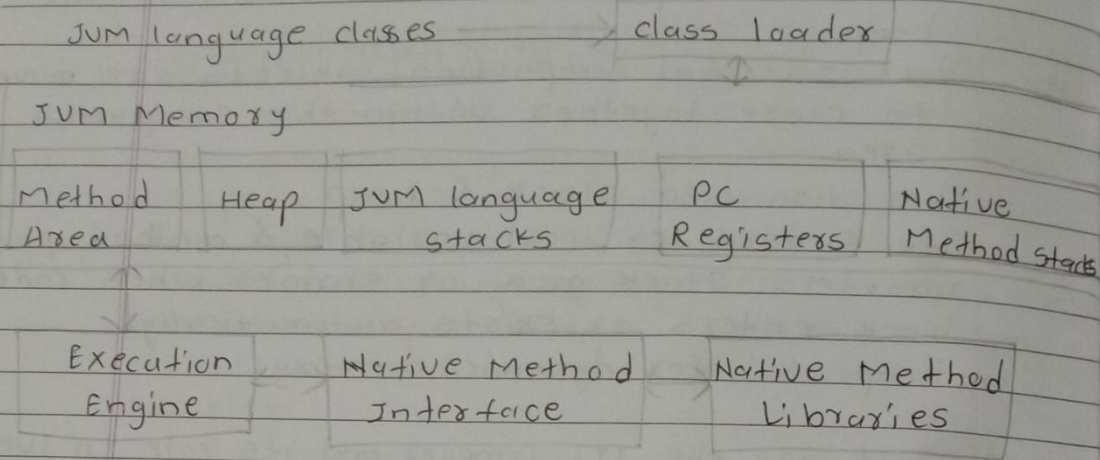 JVM language classes class loader
JVM Memory
Method Heap JVM language PC Native
Area stacks Registers Method Stacks
Execution Native Method Native Method
Engine Interface Libraries